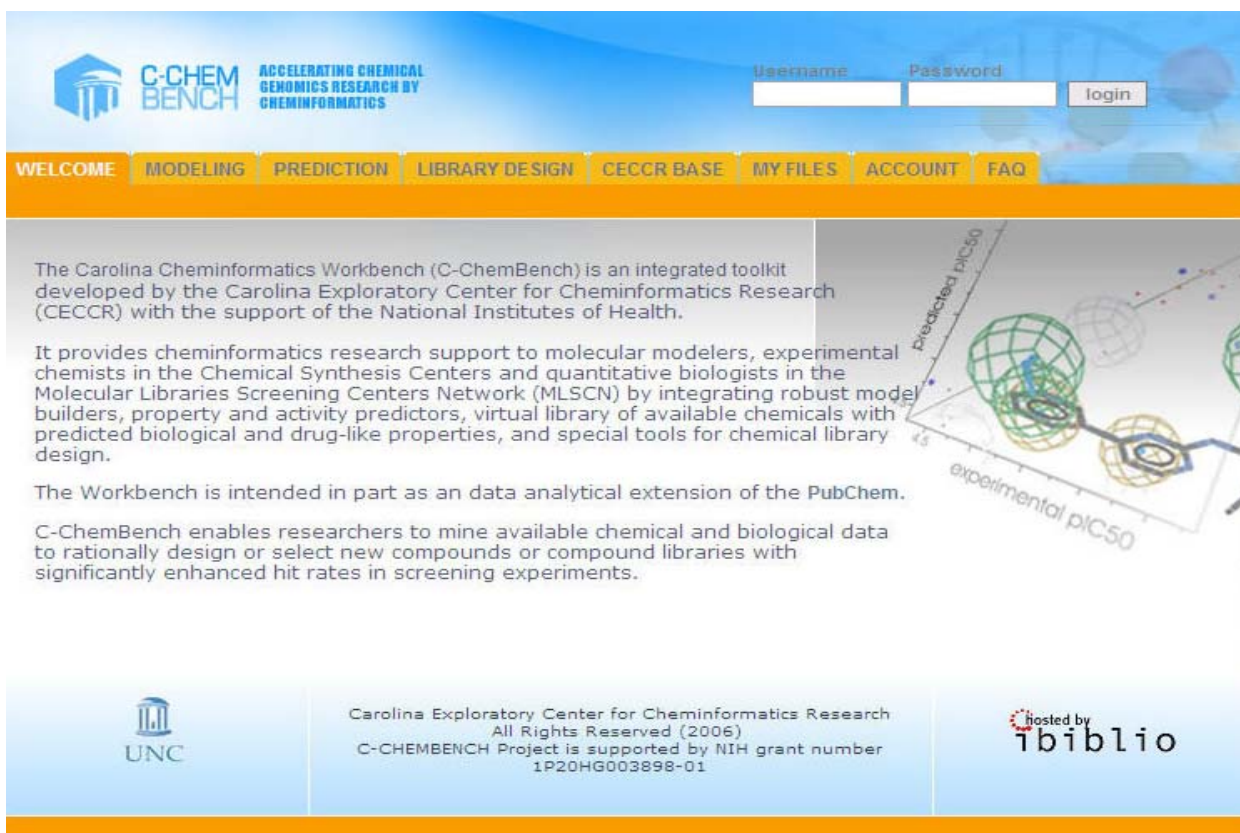 C-CHEM
BENCH
ACCELERATING CHEMICAL
GENOMICS RESEARCH BY
CHEMINFORMATICS
Username Password
login
WELCOME MODELING PREDICTION LIBRARY DESIGN CECCR BASE MY FILES ACCOUNT FAQ
The Carolina Cheminformatics Workbench (C-ChemBench) is an integrated toolkit
developed by the Carolina Exploratory Center for Cheminformatics Research
(CECCR) with the support of the National Institutes of Health.
It provides cheminformatics research support to molecular modelers, experimental
chemists in the Chemical Synthesis Centers and quantitative biologists in the
Molecular Libraries Screening Centers Network (MLSCN) by integrating robust model
builders, property and activity predictors, virtual library of available chemicals with
predicted biological and drug-like properties, and special tools for chemical library
design.
The Workbench is intended in part as an data analytical extension of the PubChem.
C-ChemBench enables researchers to mine available chemical and biological data
to rationally design or select new compounds or compound libraries with
significantly enhanced hit rates in screening experiments.
predicted pIC50
4.5
experimental pIC50
UNC
Carolina Exploratory Center for Cheminformatics Research
All Rights Reserved (2006)
C-CHEMBENCH Project is supported by NIH grant number
1P20HG003898-01
hosted by
ibiblio